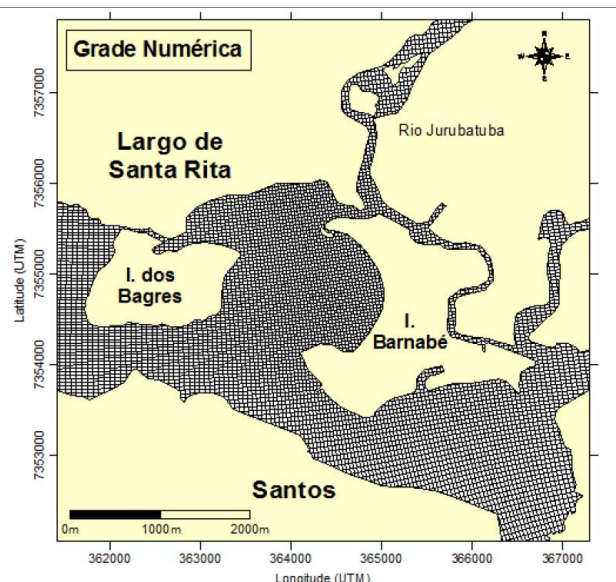 Grade Numérica
N
W
E
S
Rio Jurubatuba
Largo de
Santa Rita
I. dos
Bagres
I.
Barnabé
Santos
0m
1000m
2000m
7357000
7356000
7355000
7354000
7353000
Latitude (UTM)
362000
363000
364000
365000
366000
367000
Longitude (UTM)